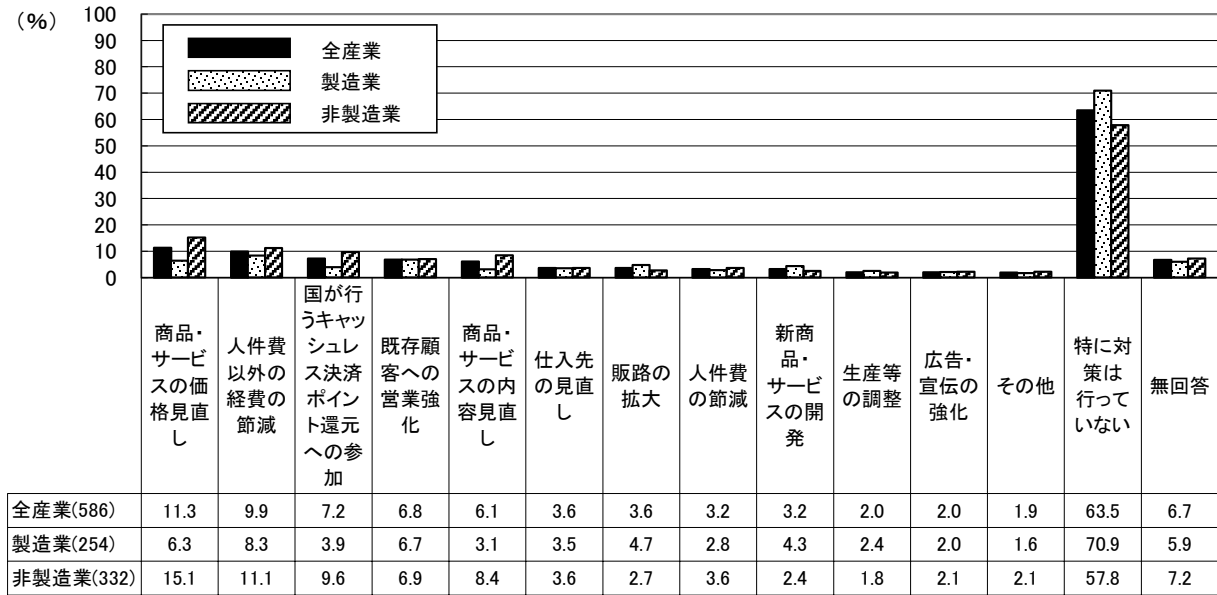 (%)
100
90
80
70
60
50
40
30
20
10
0
全産業
製造業
非製造業
商品・
サービ
スの価
格見直
し
人件費
以外の
経費の
節減
国が行
うキャッ
シュレ
ス決済
ポイン
ト還元
への参
加
既存顧
客への
営業強
化
商品・
サービ
スの内
容見直
し
仕入先
の見直
し
販路の
拡大
人件費
の節減
新商
品・
サービ
スの開
発
生産等
の調整
広告・
宣伝の
強化
その他
特に対
策は
行って
いない
無回答
全産業(586) 11.3 9.9 7.2 6.8 6.1 3.6 3.6 3.2 3.2 2.0 2.0 1.9 63.5 6.7
製造業(254) 6.3 8.3 3.9 6.7 3.1 3.5 4.7 2.8 4.3 2.4 2.0 1.6 70.9 5.9
非製造業(332) 15.1 11.1 9.6 6.9 8.4 3.6 2.7 3.6 2.4 1.8 2.1 2.1 57.8 7.2